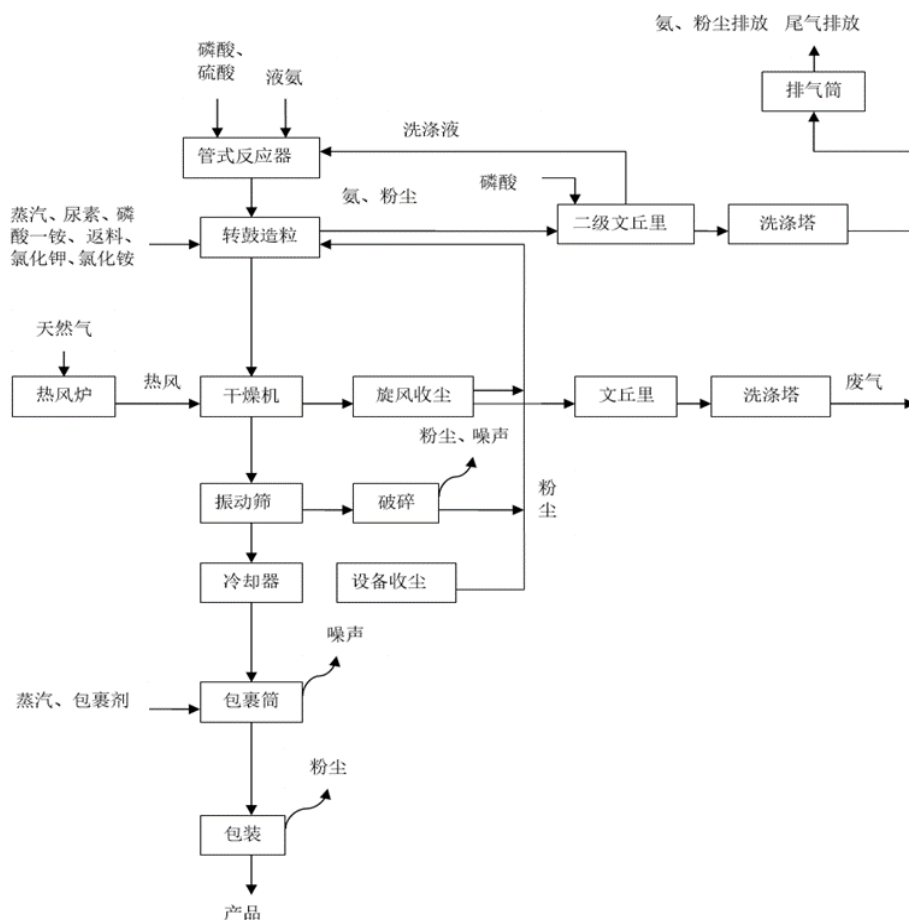 氨、粉尘排放 尾气排放
磷酸、
硫酸
液氨
排气筒
洗涤液
管式反应器
磷酸
氨、粉尘
蒸汽、尿素、磷
酸一铵、返料、
氯化钾、氯化铵
转鼓造粒
二级文丘里
洗涤塔
天然气
热风炉
热风
干燥机
旋风收尘
文丘里
洗涤塔
废气
粉尘、噪声
振动筛
破碎
粉
尘
冷却器
设备收尘
噪声
蒸汽、包裹剂
包裹筒
粉尘
包装
产品